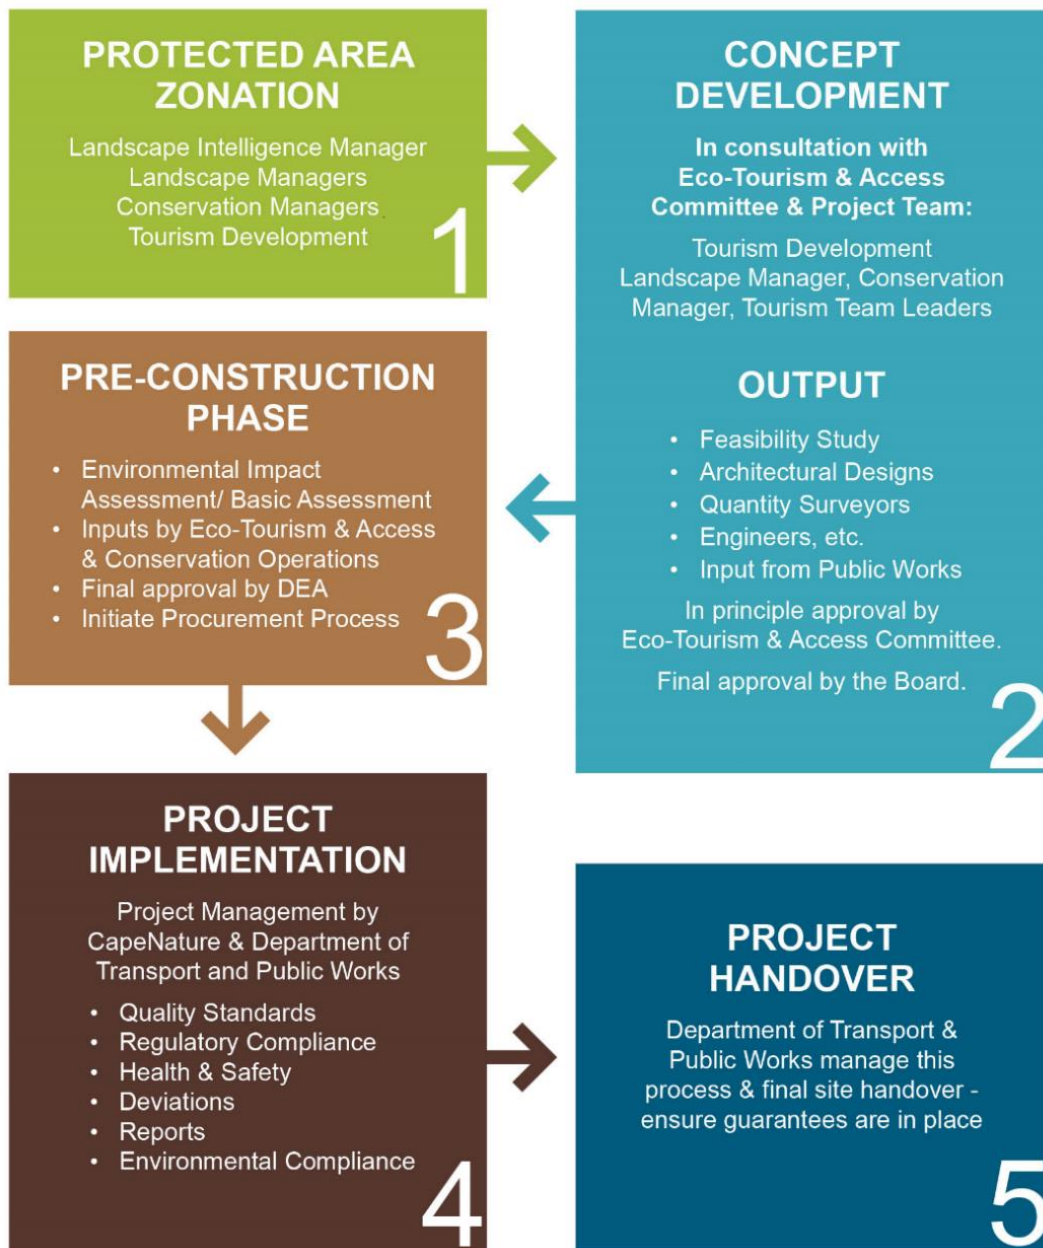 PROTECTED AREA
ZONATION
Landscape Intelligence Manager
Landscape Managers
Conservation Managers
Tourism Development
1
CONCEPT
DEVELOPMENT
In consultation with
Eco-Tourism & Access
Committee & Project Team:
Tourism Development
Landscape Manager, Conservation
Manager, Tourism Team Leaders
OUTPUT
• Feasibility Study
• Architectural Designs
• Quantity Surveyors
• Engineers, etc.
• Input from Public Works
In principle approval by
Eco-Tourism & Access Committee.
Final approval by the Board.
2
PRE-CONSTRUCTION
PHASE
• Environmental Impact
Assessment/ Basic Assessment
• Inputs by Eco-Tourism & Access
& Conservation Operations
• Final approval by DEA
• Initiate Procurement Process
3
PROJECT
IMPLEMENTATION
Project Management by
CapeNature & Department of
Transport and Public Works
• Quality Standards
• Regulatory Compliance
• Health & Safety
• Deviations
• Reports
• Environmental Compliance
4
PROJECT
HANDOVER
Department of Transport &
Public Works manage this
process & final site handover -
ensure guarantees are in place
5